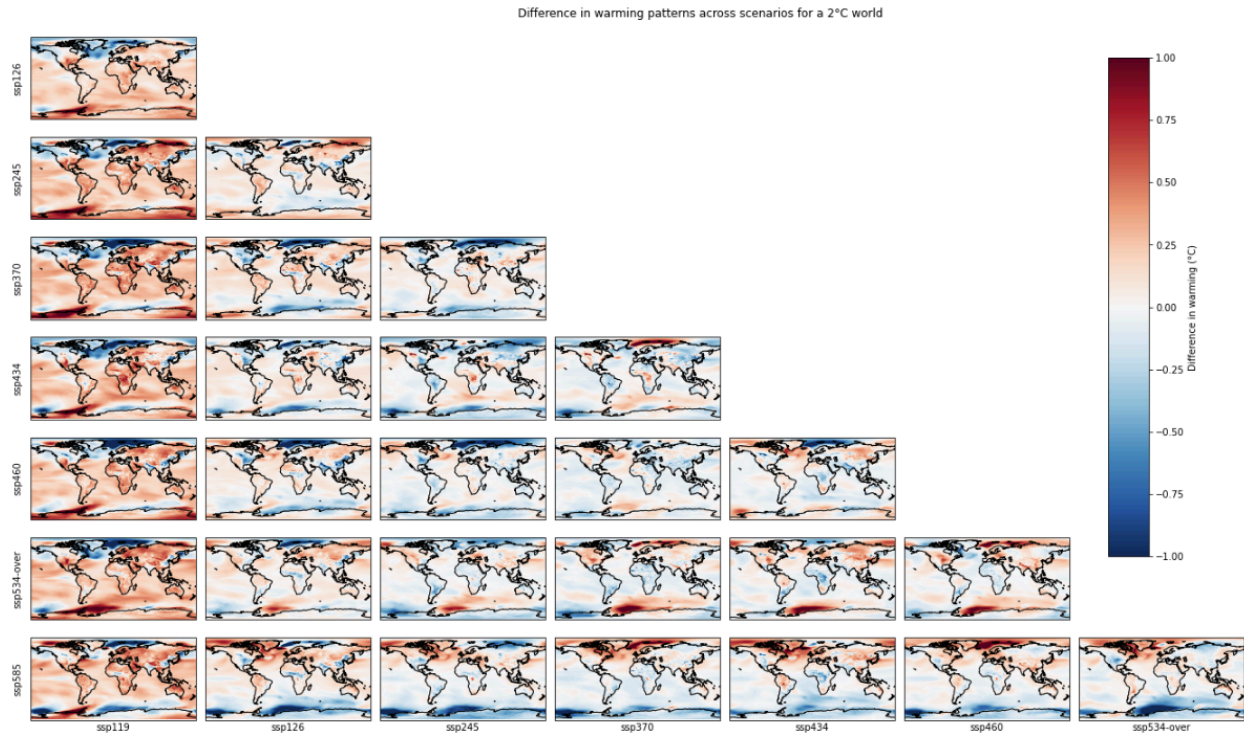 Difference in warming patterns across scenarios for a 2°C world
ssp126
ssp245
ssp370
ssp434
ssp460
ssp534-over
ssp585
ssp119
ssp126
ssp245
ssp370
ssp434
ssp460
ssp534-over
1.00
0.75
0.50
0.25
0.00
−0.25
−0.50
−0.75
−1.00
Difference in warming (°C)